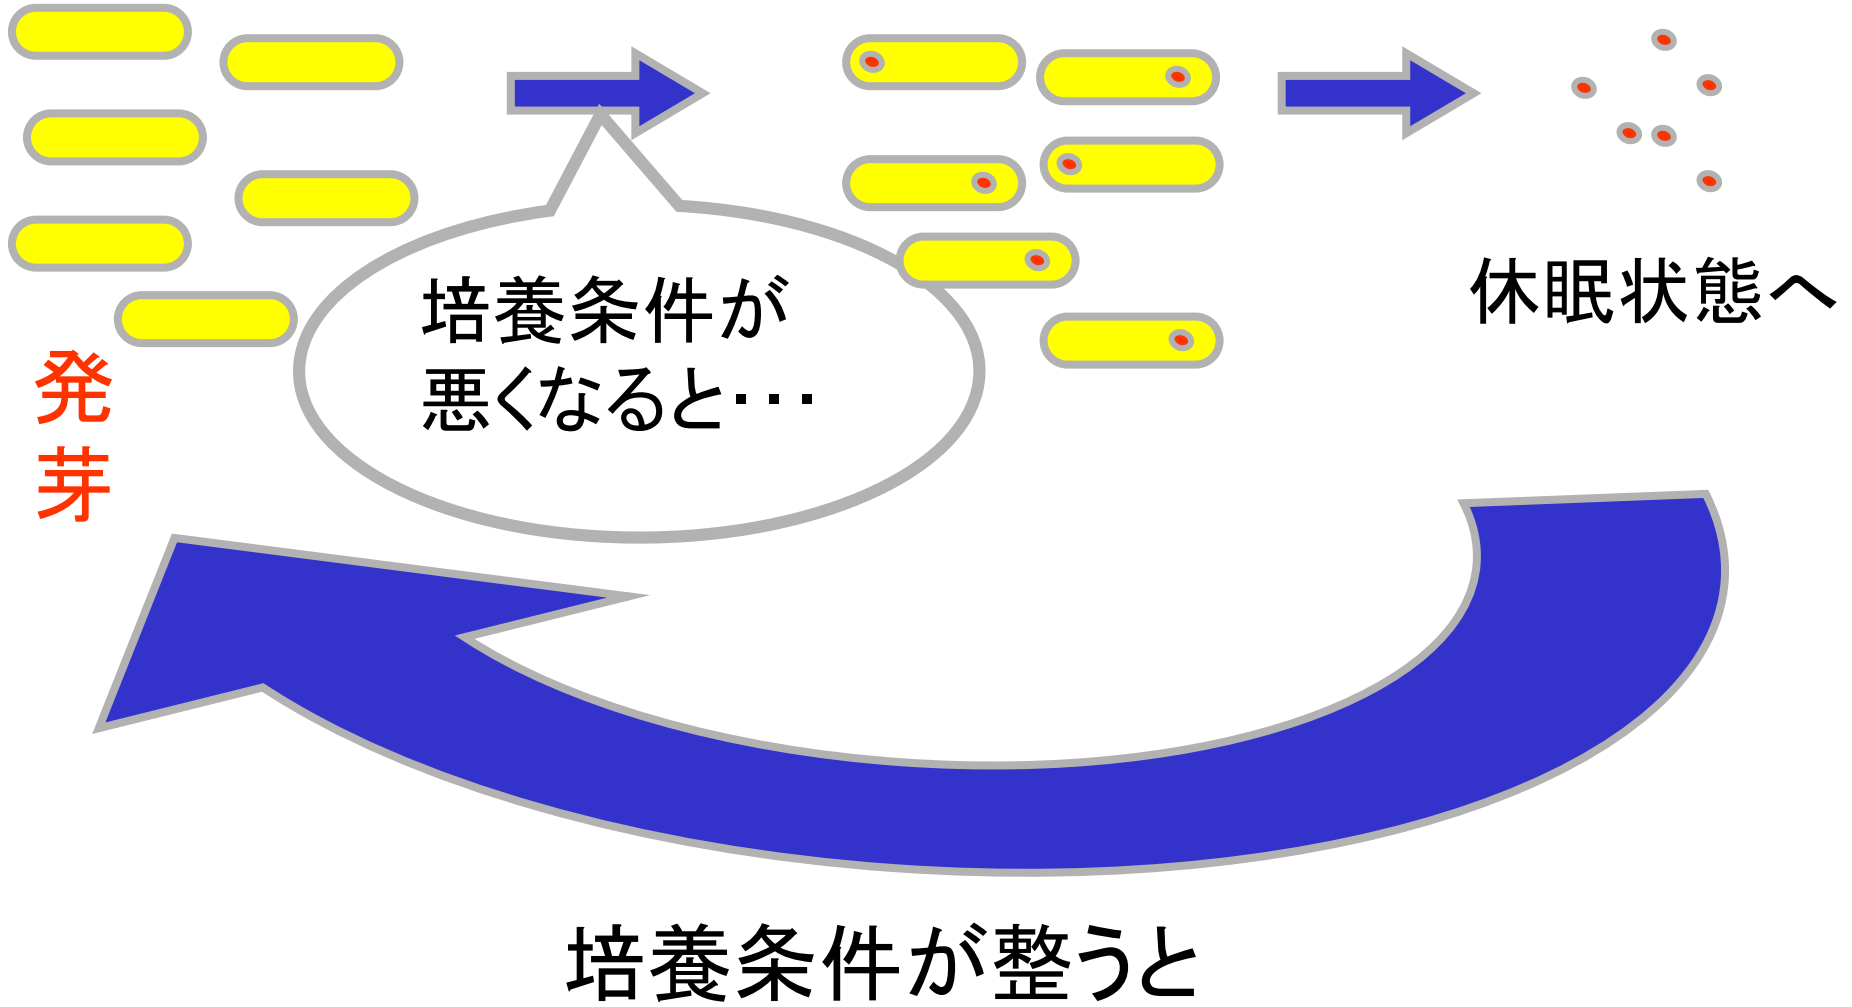 培養条件が
悪くなると・・・
休眠状態へ
発
芽
培養条件が整うと